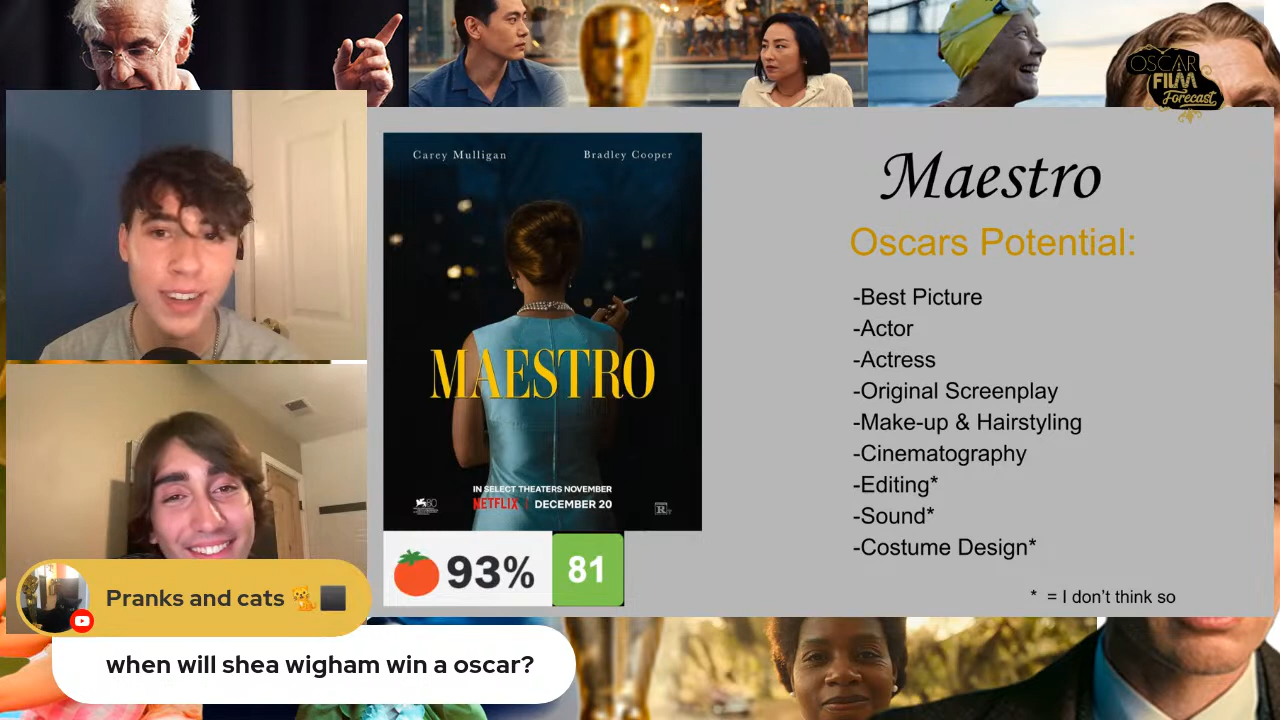 OSCAR
FILM
Forecast
Carey Mulligan
Bradley Cooper
MAESTRO
IN SELECT THEATERS NOVEMBER
NETFLIX | DECEMBER 20
R
93%
81
Maestro
Oscars Potential:
-Best Picture
-Actor
-Actress
-Original Screenplay
-Make-up & Hairstyling
-Cinematography
-Editing*
-Sound*
-Costume Design*
* = I don't think so
Pranks and cats
when will shea wigham win a oscar?